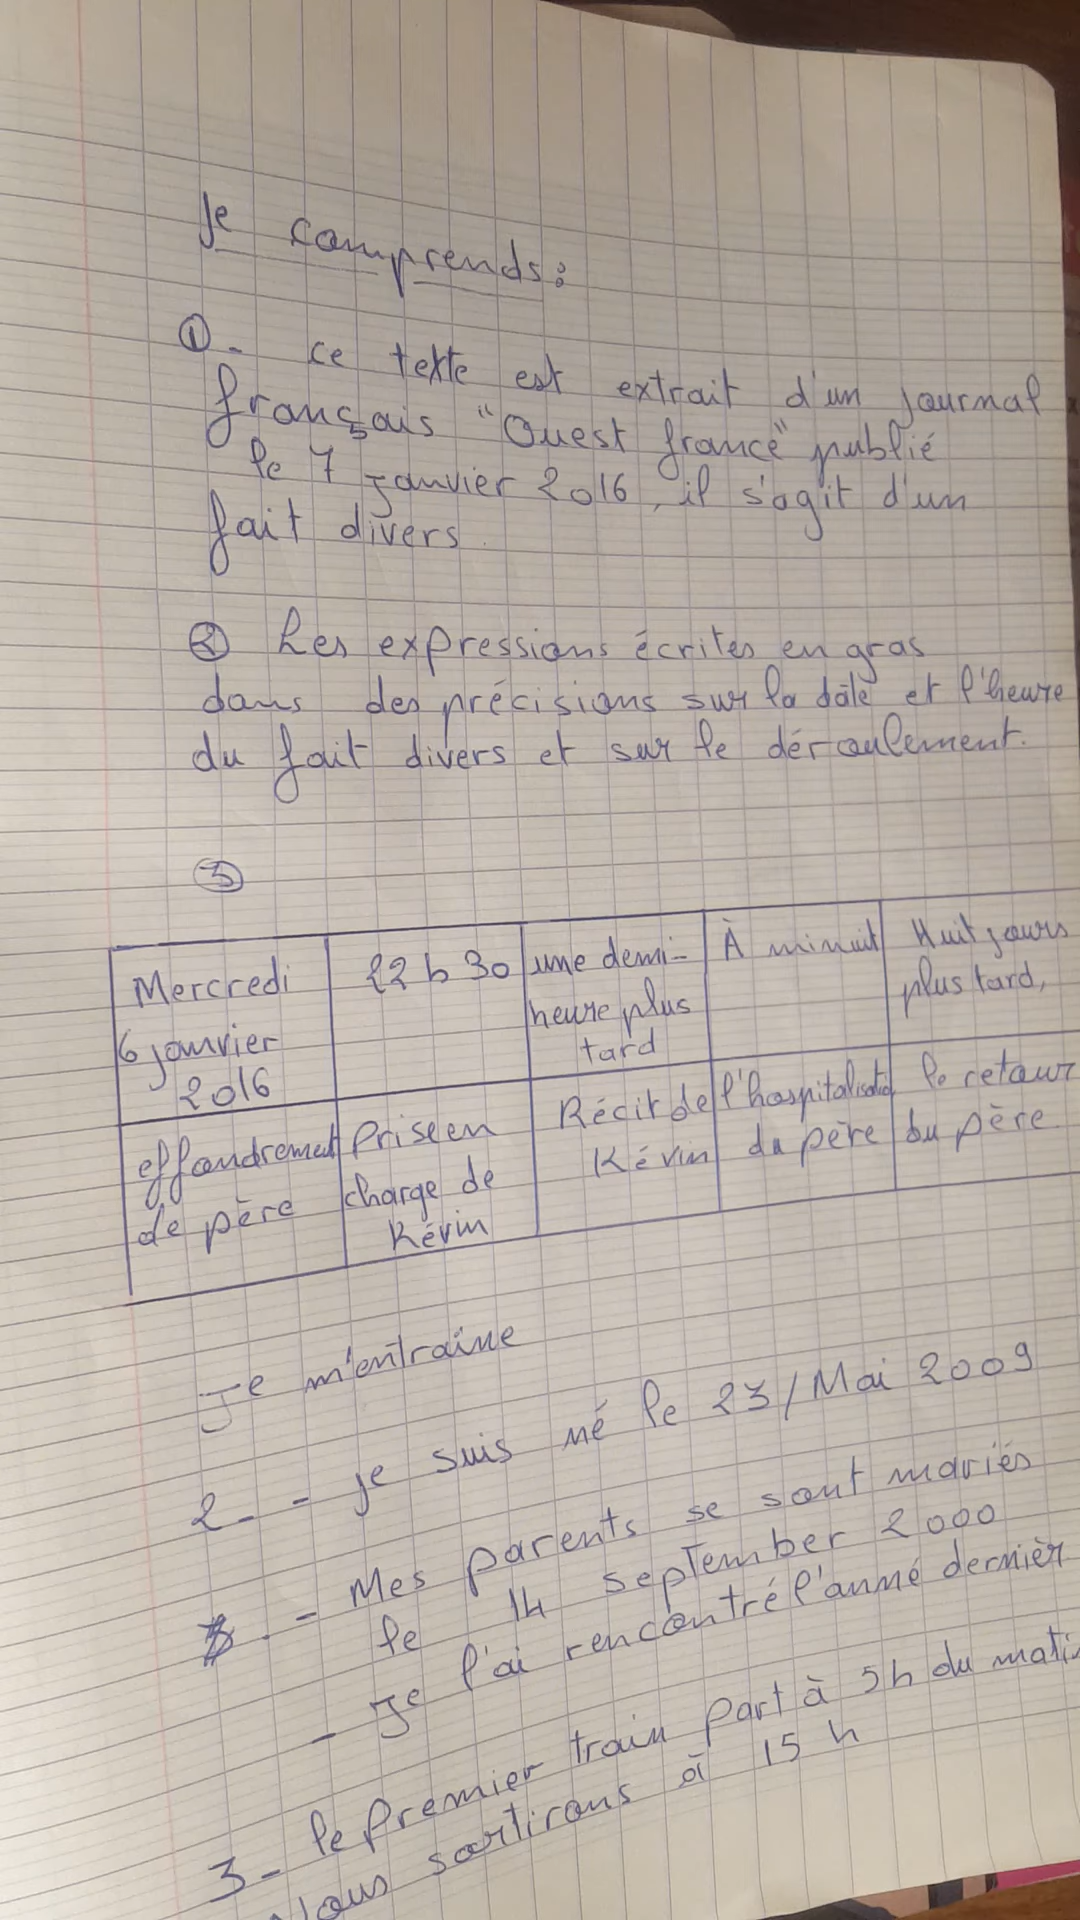 Je comprends:
①- ce texte est extrait d'un journal
français "Ouest france" publié
le 7 janvier 2016, il s'agit d'un
fait divers.
② Les expressions écrites en gras
dans des précisions sur la date et l'heure
du fait divers et sur le déroulement.
③
Mercredi
6 janvier
2016
22 h 30
une demi-
heure plus
tard
À minuit
Huit jours
plus tard,
effondrement
de père
Prise en
charge de
Kévin
Récit de
Kévin
l'hospitalisation
du père
le retour
du père
Je m'entraine
2 - - je suis né le 23/Mai 2009
- Mes parents se sont mariés
le 14 september 2000
- Je l'ai rencontré l'anné dernièr
3- le premier train part à 5h du matin
Nous sortirons à 15 h